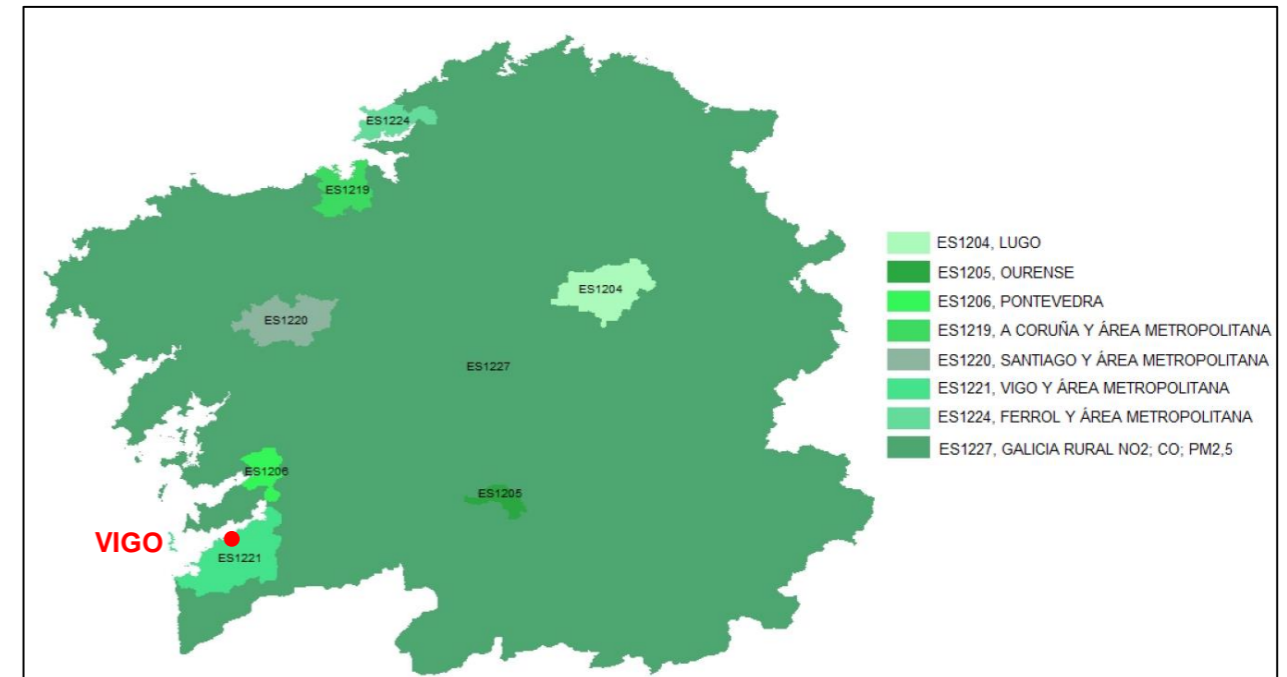 ES1224
ES1219
ES1204
ES1220
ES1227
ES1206
ES1205
VIGO
ES1221
ES1204, LUGO
ES1205, OURENSE
ES1206, PONTEVEDRA
ES1219, A CORUÑA Y ÁREA METROPOLITANA
ES1220, SANTIAGO Y ÁREA METROPOLITANA
ES1221, VIGO Y ÁREA METROPOLITANA
ES1224, FERROL Y ÁREA METROPOLITANA
ES1227, GALICIA RURAL NO2; CO; PM2,5